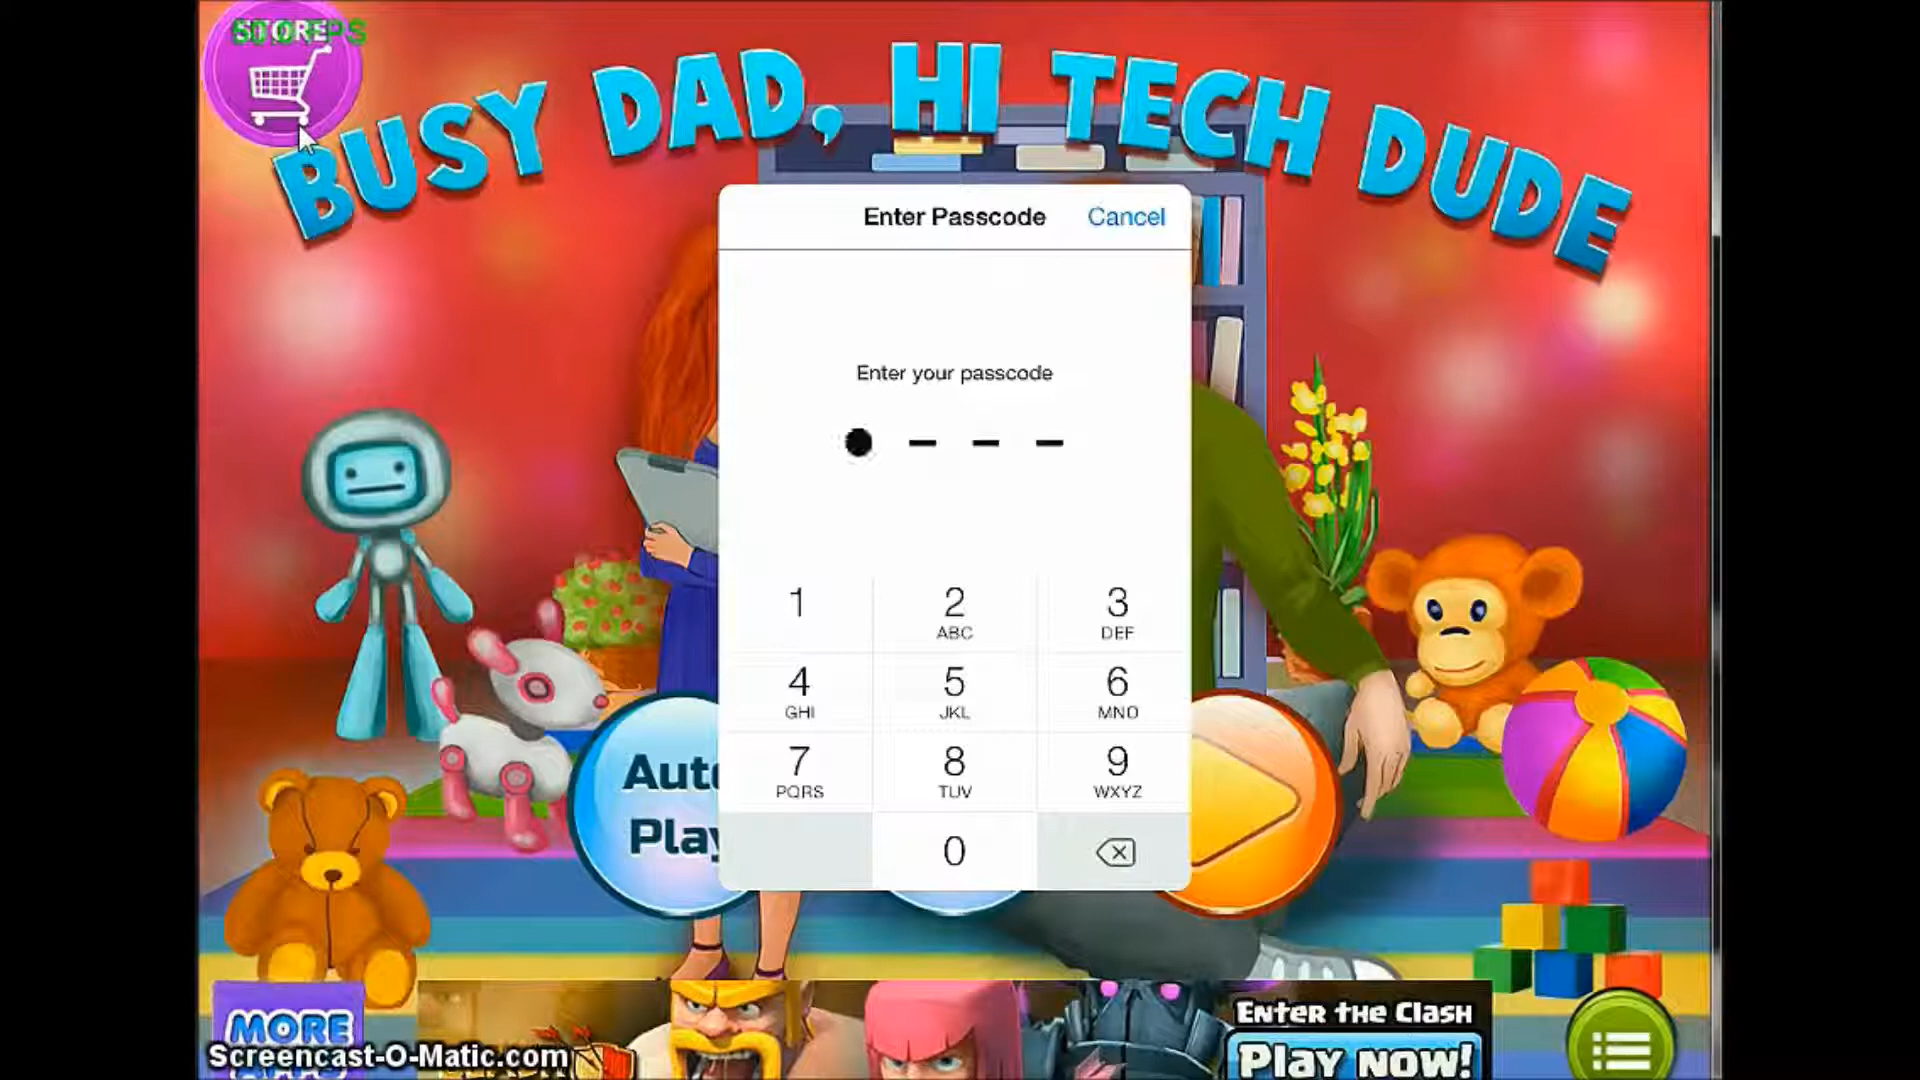 STORE
BUSY DAD, HI TECH DUDE
Enter Passcode
Cancel
Enter your passcode
1
2
ABC
3
DEF
4
GHI
5
JKL
6
MNO
7
PQRS
8
TUV
9
WXYZ
0
Auto
Play
MORE
ENTER THE CLASH
PLAY NOW!
Screencast-O-Matic.com